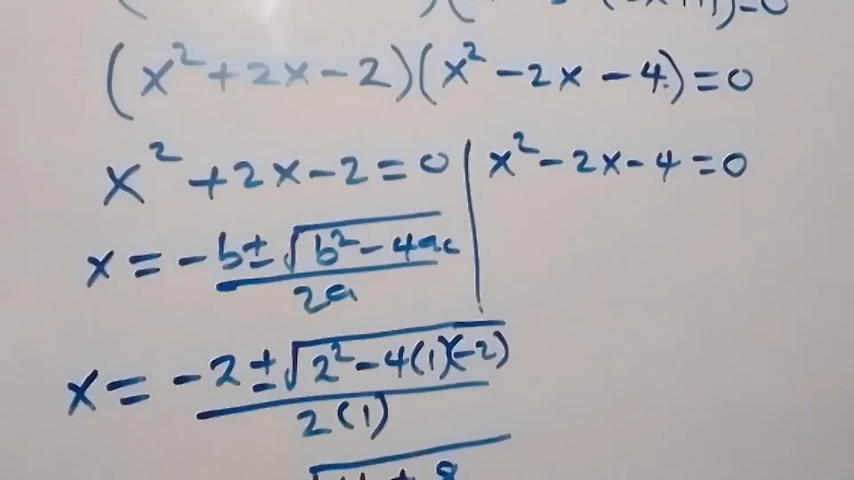 (x² + 2x - 2)(x² - 2x - 4) = 0
x² + 2x - 2 = 0 | x² - 2x - 4 = 0
x = -b ± √(b² - 4ac) / 2a
x = -2 ± √(2² - 4(1)(-2)) / 2(1)